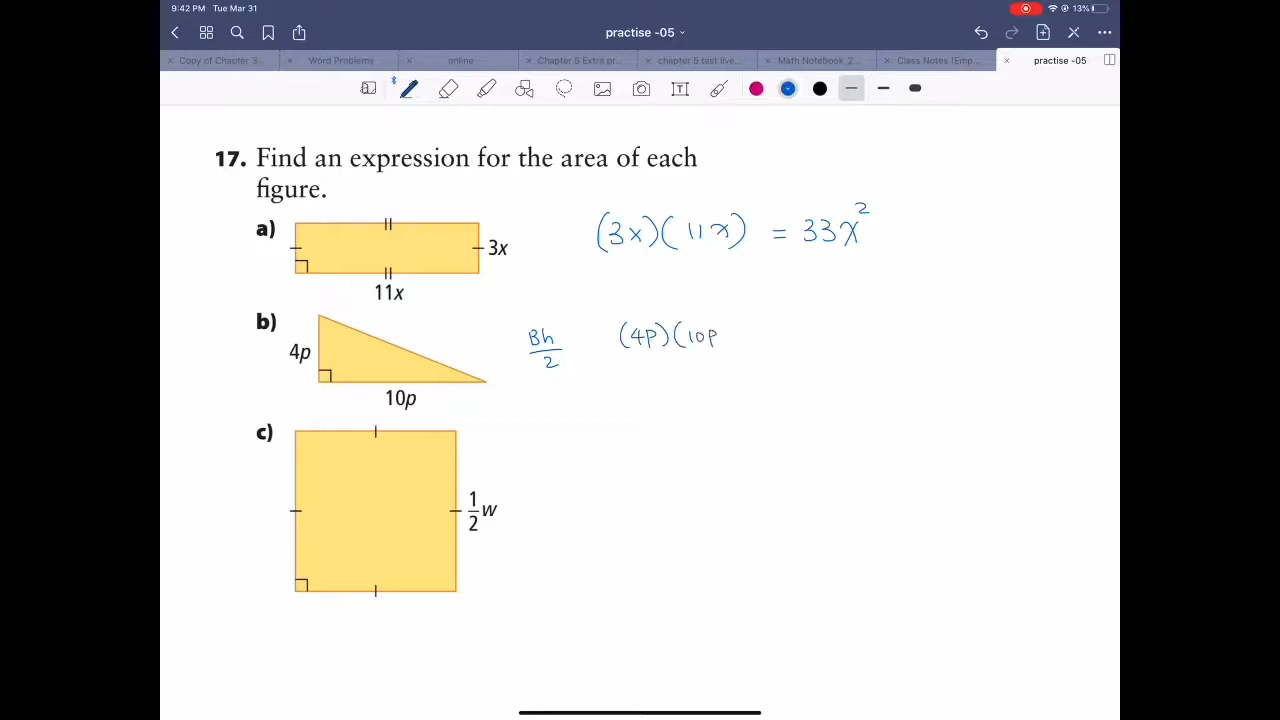 9:42 PM Tue Mar 31
13%
practise -05
Copy of Chapter 3...
Word Problems
online
Chapter 5 Extra pr...
chapter 5 test live...
Math Notebook_2...
Class Notes (Emp...
practise -05
17. Find an expression for the area of each
figure.
a)
3x
11x
(3x)(11x) = 33x²
b)
4p
10p
Bh/2
(4p)(10p
c)
1/2 w